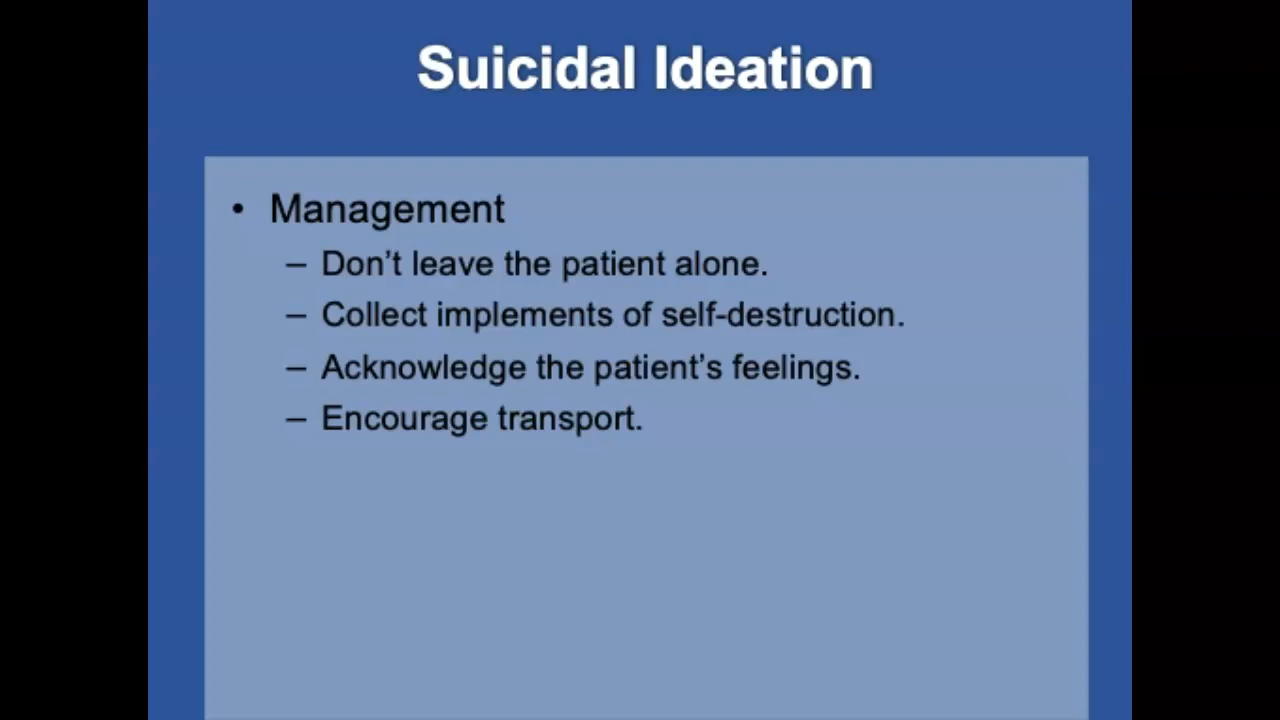 Suicidal Ideation
• Management
– Don’t leave the patient alone.
– Collect implements of self-destruction.
– Acknowledge the patient’s feelings.
– Encourage transport.